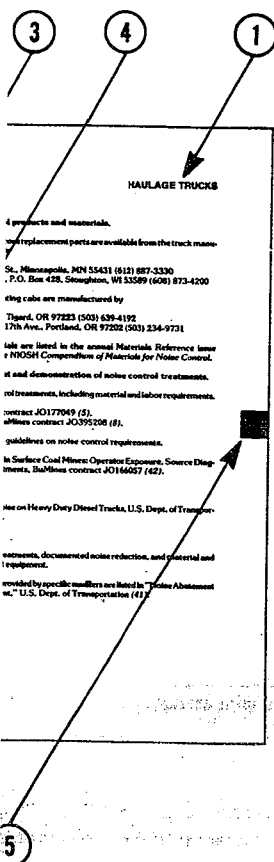 3 4 1
HAULAGE TRUCKS
products and materials.
replacement parts are available from the truck manu-
St., Minneapolis, MN 55431 (612) 887-3330
, P.O. Box 428, Stoughton, WI 53589 (608) 873-4200
ting cabs are manufactured by
Tigard, OR 97223 (503) 639-4192
17th Ave., Portland, OR 97202 (503) 234-9731
ials are listed in the annual Materials Reference issue
NIOSH Compendium of Materials for Noise Control.
st and demonstration of noise control treatments.
rol treatments, including material and labor requirements.
contract JO177049 (5).
uMines contract JO395208 (8).
guidelines on noise control requirements.
in Surface Coal Mines: Operator Exposure, Source Diag-
tments, BuMines contract JO166057 (42).
ise on Heavy Duty Diesel Trucks, U.S. Dept. of Transpor-
eatments, documented noise reduction, and material and
equipment.
rovided by specific mufflers are listed in "Noise Abatement
U.S. Dept. of Transportation (41)
5